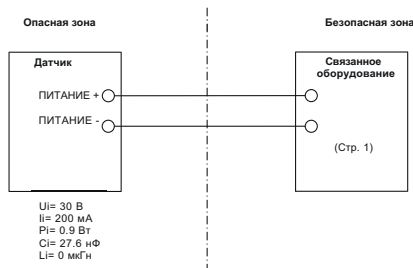 Опасная зона
Безопасная зона
Датчик
Связанное
оборудование
ПИТАНИЕ +
ПИТАНИЕ -
(Стр. 1)
Ui= 30 В
Ii= 200 мА
Pi= 0.9 Вт
Ci= 27.6 нФ
Li= 0 мкГн